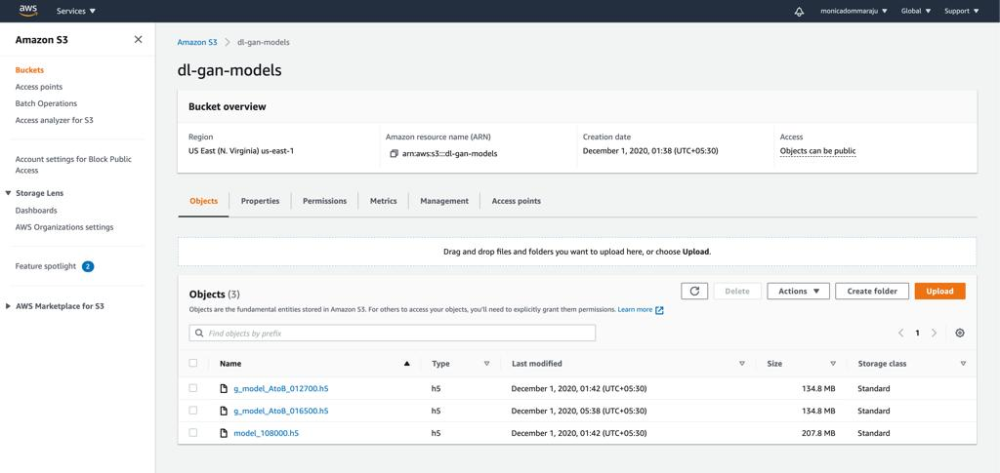 aws Services ▼ monicadommaraju ▼ Global ▼ Support ▼
Amazon S3
Buckets
Access points
Batch Operations
Access analyzer for S3
Account settings for Block Public
Access
Storage Lens
Dashboards
AWS Organizations settings
Feature spotlight 2
AWS Marketplace for S3
Amazon S3 > dl-gan-models
dl-gan-models
Bucket overview
Region
US East (N. Virginia) us-east-1
Amazon resource name (ARN)
arn:aws:s3:::dl-gan-models
Creation date
December 1, 2020, 01:38 (UTC+05:30)
Access
Objects can be public
Objects Properties Permissions Metrics Management Access points
Drag and drop files and folders you want to upload here, or choose Upload.
Objects (3)
Delete Actions ▼ Create folder Upload
Objects are the fundamental entities stored in Amazon S3. For others to access your objects, you'll need to explicitly grant them permissions. Learn more
Find objects by prefix
< 1 >
Name Type Last modified Size Storage class
g_model_AtoB_012700.h5 h5 December 1, 2020, 01:42 (UTC+05:30) 134.8 MB Standard
g_model_AtoB_016500.h5 h5 December 1, 2020, 05:38 (UTC+05:30) 134.8 MB Standard
model_108000.h5 h5 December 1, 2020, 01:42 (UTC+05:30) 207.8 MB Standard